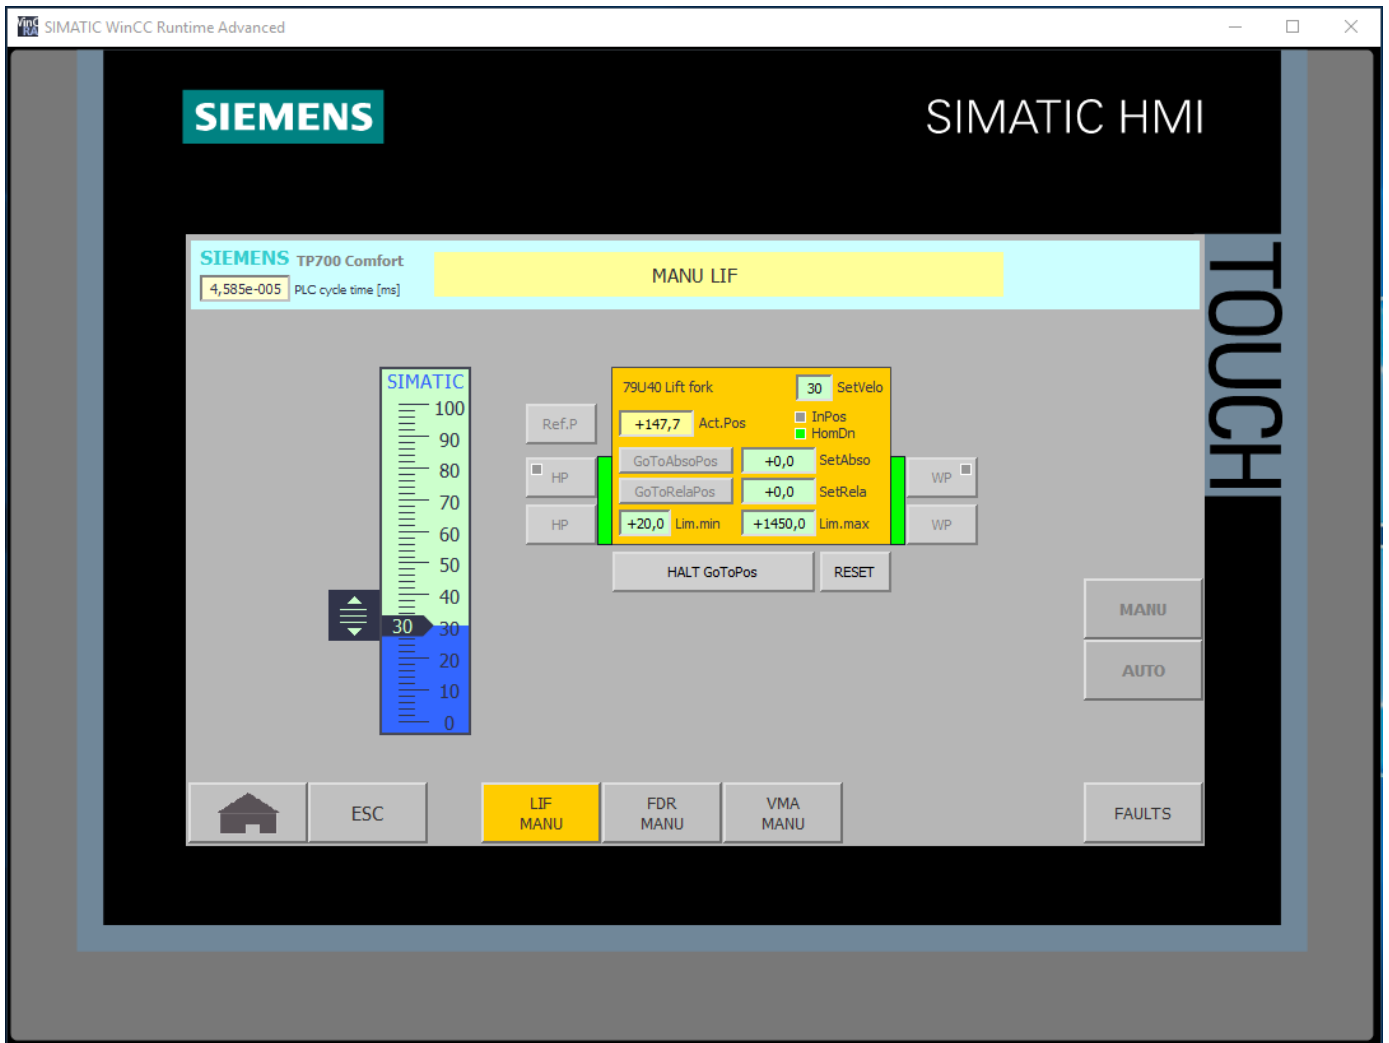 SIMATIC WinCC Runtime Advanced
SIEMENS
SIMATIC HMI
TOUCH
SIEMENS TP700 Comfort
4,585e-005 PLC cycle time [ms]
MANU LIF
SIMATIC
100
90
80
70
60
50
40
30 30
20
10
0
79U40 Lift fork 30 SetVelo
Ref.P +147,7 Act.Pos InPos
HomDn
GoToAbsoPos +0,0 SetAbso
HP WP
GoToRelaPos +0,0 SetRela
HP +20,0 Lim.min +1450,0 Lim.max WP
HALT GoToPos RESET
MANU
AUTO
ESC
LIF
MANU
FDR
MANU
VMA
MANU
FAULTS